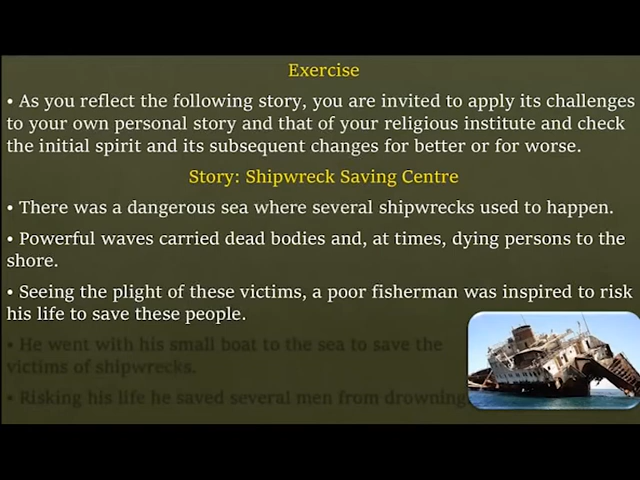 Exercise
• As you reflect the following story, you are invited to apply its challenges
to your own personal story and that of your religious institute and check
the initial spirit and its subsequent changes for better or for worse.
Story: Shipwreck Saving Centre
• There was a dangerous sea where several shipwrecks used to happen.
• Powerful waves carried dead bodies and, at times, dying persons to the
shore.
• Seeing the plight of these victims, a poor fisherman was inspired to risk
his life to save these people.
• He went with his small boat to the sea to save the
victims of shipwrecks.
• Risking his life he saved several men from drowning.